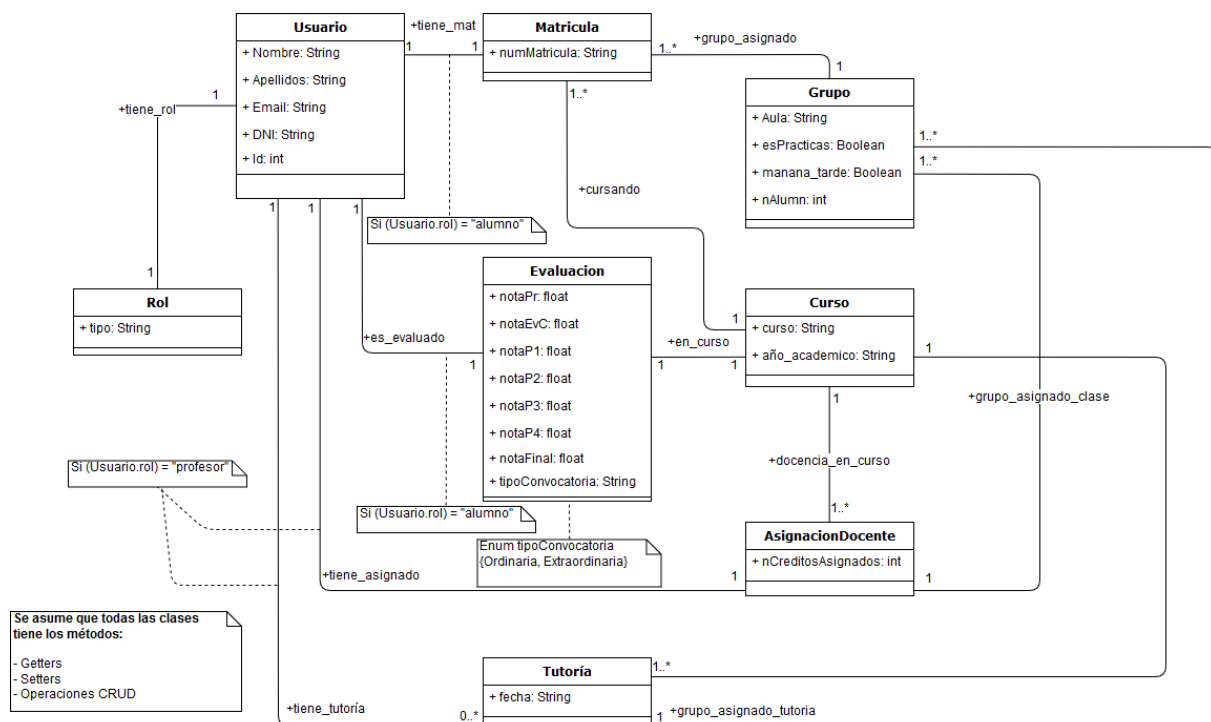 Usuario
+ Nombre: String
+ Apellidos: String
+ Email: String
+ DNI: String
+ Id: int
+tiene_mat
1
1
Matricula
+ numMatricula: String
1..*
+grupo_asignado
1
1..*
Grupo
+ Aula: String
+ esPracticas: Boolean
+ manana_tarde: Boolean
+ nAlumn: int
1..*
1..*
1
+tiene_rol
1
Rol
+ tipo: String
1
1
1
+cursando
Si (Usuario.rol) = "alumno"
Evaluacion
+ notaPr: float
+ notaEvC: float
+ notaP1: float
+ notaP2: float
+ notaP3: float
+ notaP4: float
+ notaFinal: float
+ tipoConvocatoria: String
+es_evaluado
1
+en_curso
1
1
1
Curso
+ curso: String
+ año_academico: String
1
1
+grupo_asignado_clase
+docencia_en_curso
1..*
Si (Usuario.rol) = "profesor"
Si (Usuario.rol) = "alumno"
Enum tipoConvocatoria
{Ordinaria, Extraordinaria}
AsignacionDocente
+ nCreditosAsignados: int
+tiene_asignado
1
1
Se asume que todas las clases
tiene los métodos:
- Getters
- Setters
- Operaciones CRUD
Tutoría
+ fecha: String
1..*
+tiene_tutoría
0..*
1
+grupo_asignado_tutoria